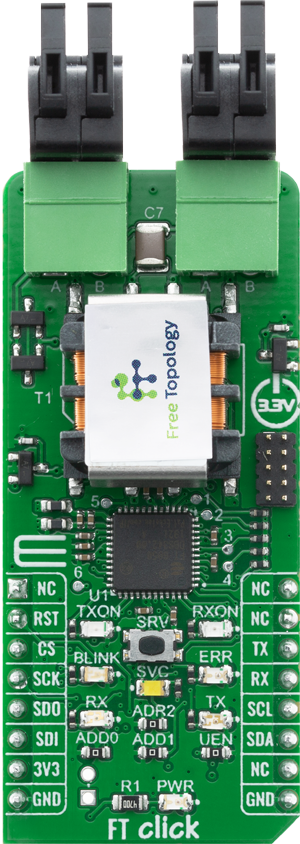 C7
A B
A B
Free Topology
3.3V
T1
5
1
2
3
4
6
U1
TXON
SRV
RXON
BLINK
SVC
ERR
RX
ADR2
TX
ADD0
ADD1
UEN
R1
PWR
NC
RST
CS
SCK
SDO
SDI
3V3
GND
NC
NC
TX
RX
SCL
SDA
NC
GND
FT click